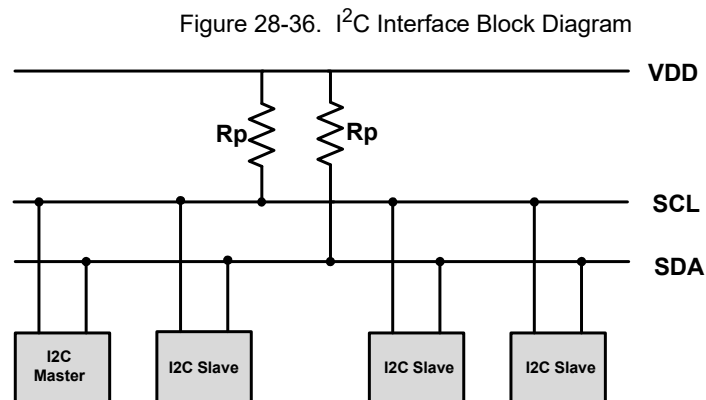 Figure 28-36. I²C Interface Block Diagram
VDD
Rp
Rp
SCL
SDA
I2C
Master
I2C Slave
I2C Slave
I2C Slave